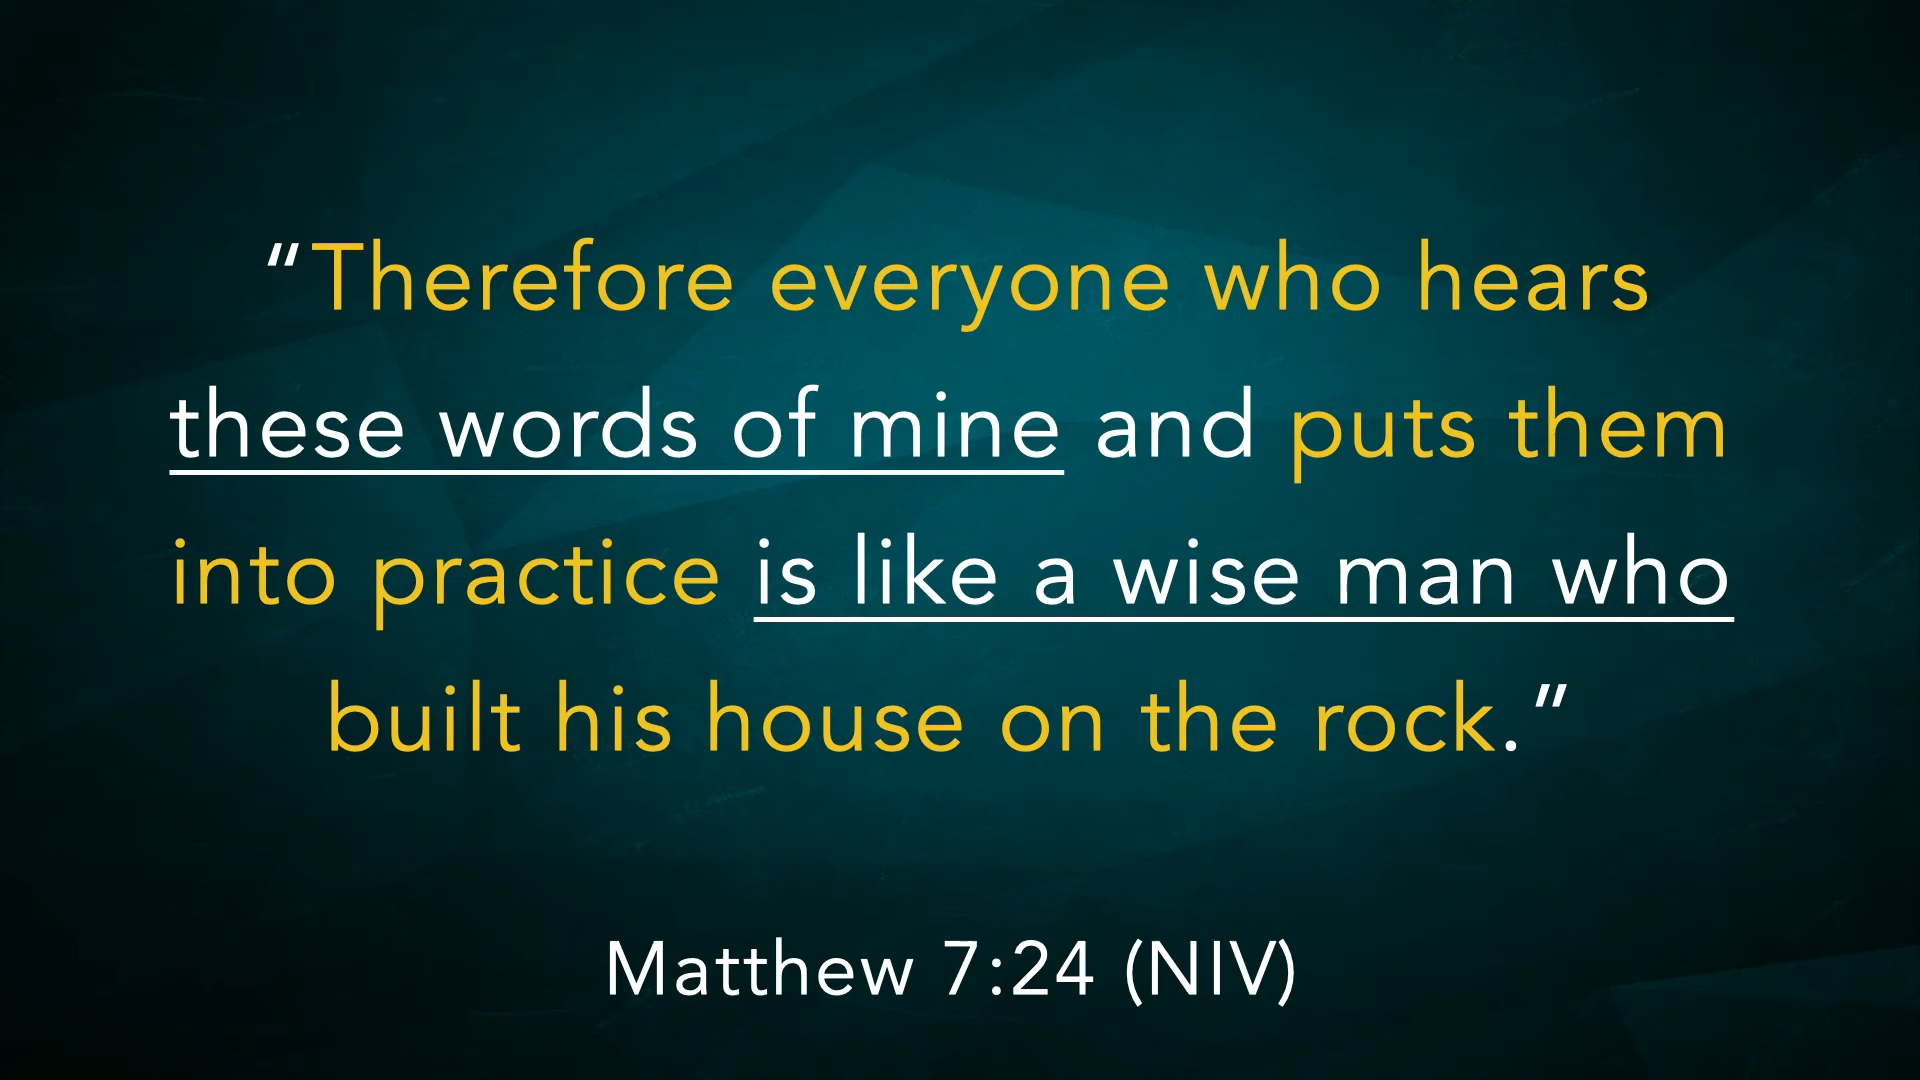 “Therefore everyone who hears
these words of mine and puts them
into practice is like a wise man who
built his house on the rock.”
Matthew 7:24 (NIV)